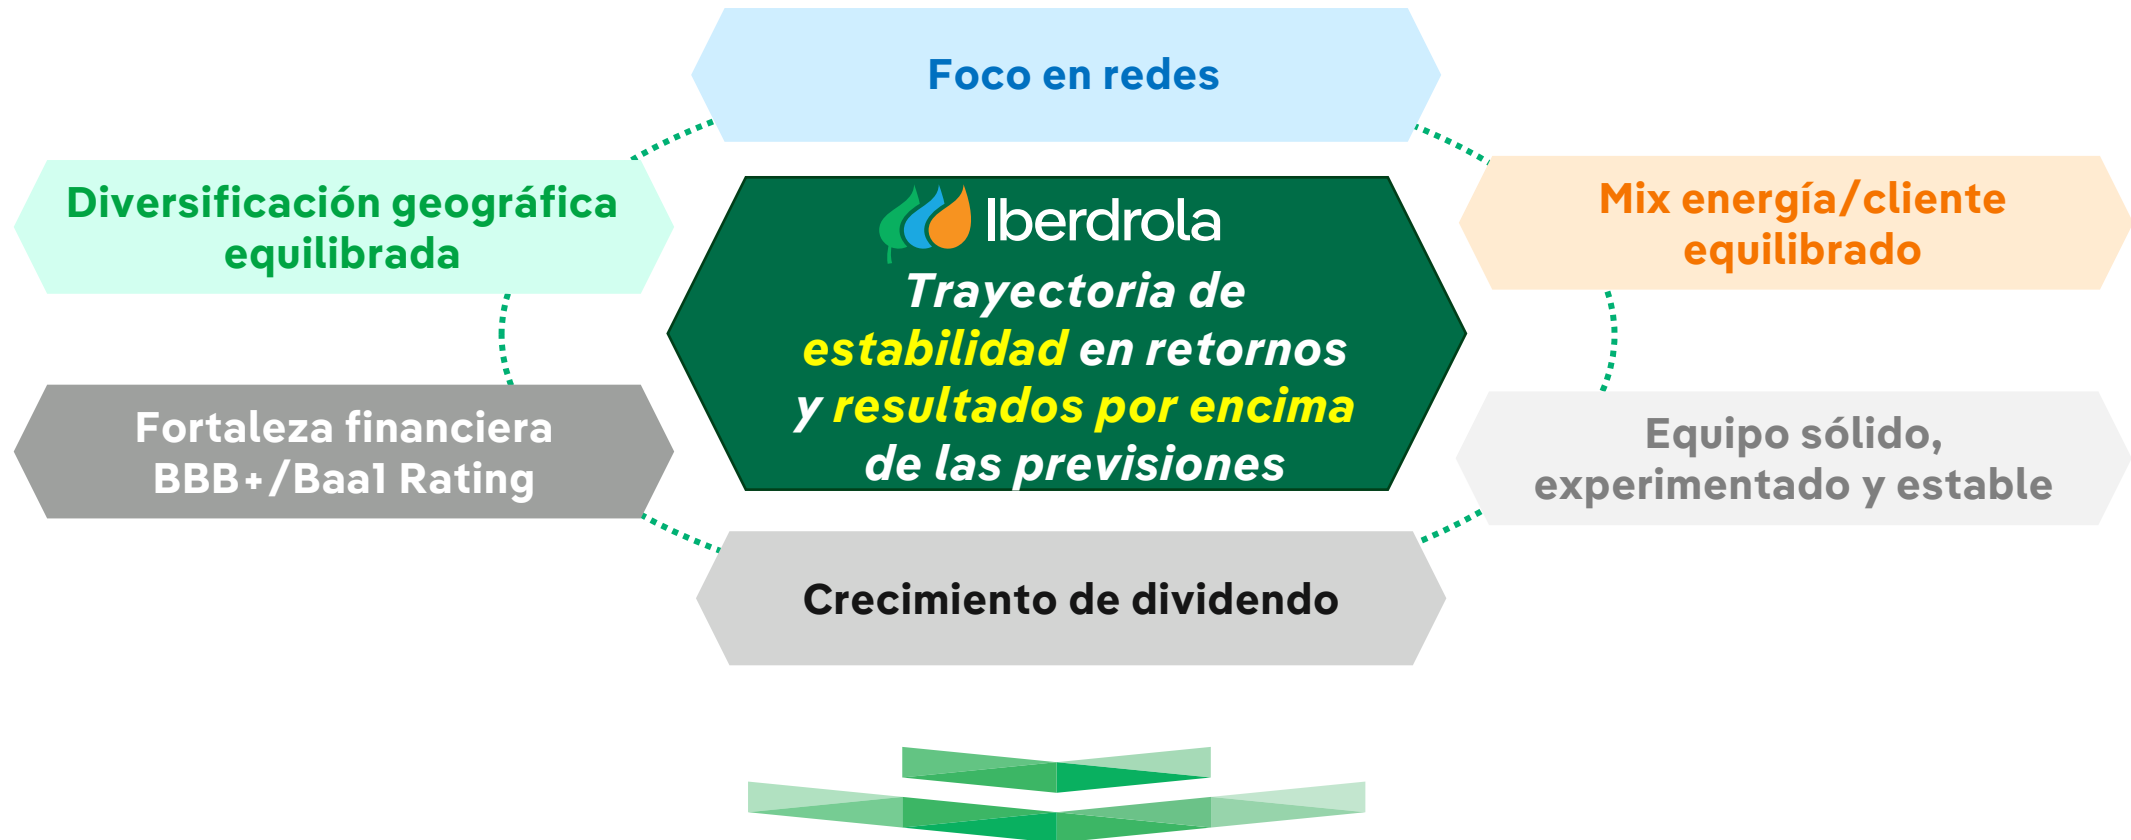 Foco en redes
Diversificación geográfica
equilibrada
Mix energía/cliente
equilibrado
Iberdrola
Trayectoria de
estabilidad en retornos
y resultados por encima
de las previsiones
Fortaleza financiera
BBB+/Baa1 Rating
Equipo sólido,
experimentado y estable
Crecimiento de dividendo